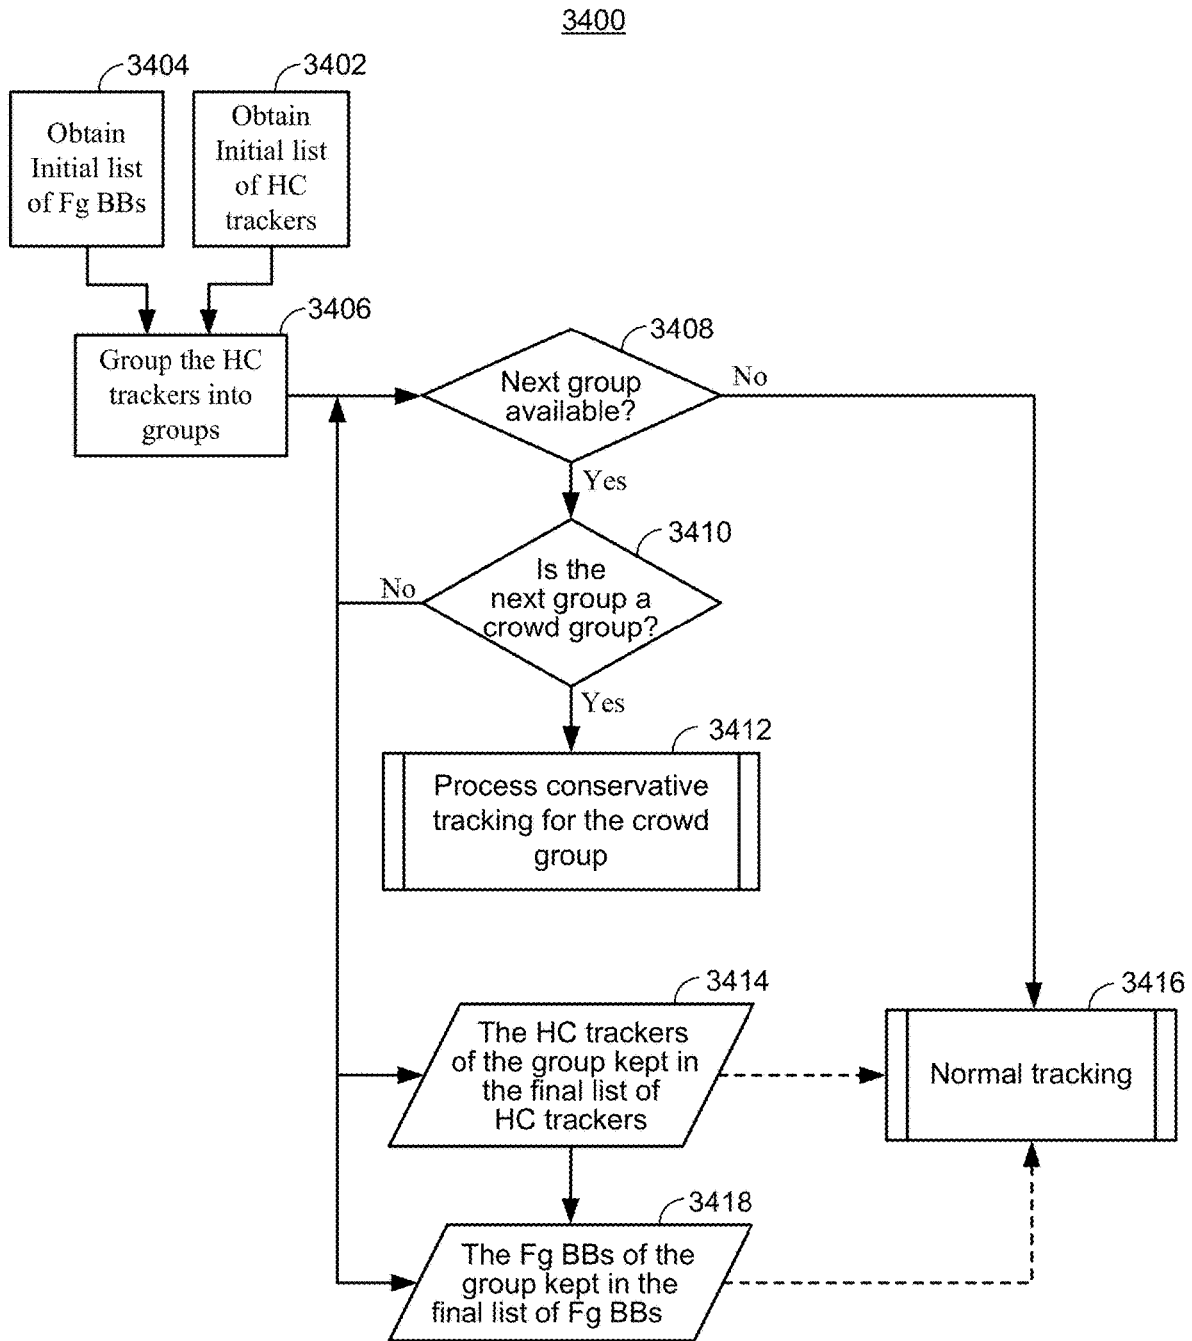 3400
3404
Obtain
Initial list
of Fg BBs
3402
Obtain
Initial list
of HC
trackers
3406
Group the HC
trackers into
groups
3408
Next group
available?
No
Yes
3410
Is the
next group a
crowd group?
No
Yes
3412
Process conservative
tracking for the crowd
group
3414
The HC trackers
of the group kept in
the final list of
HC trackers
3416
Normal tracking
3418
The Fg BBs of the
group kept in the
final list of Fg BBs